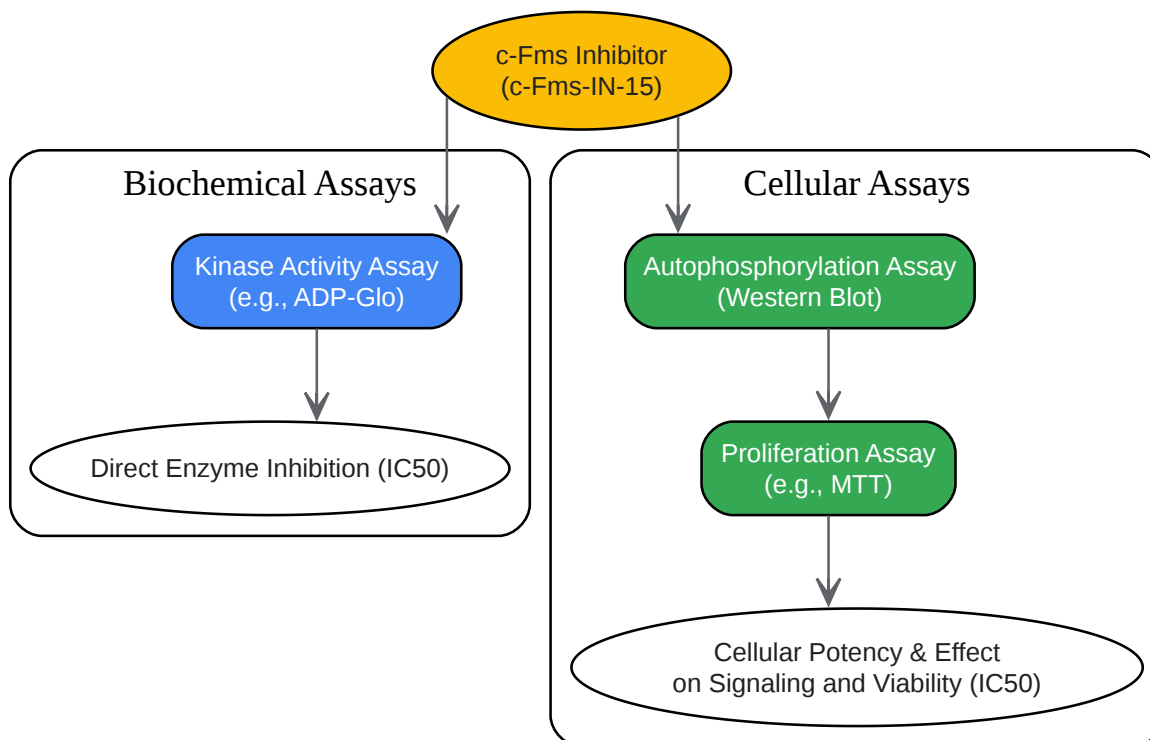 c-Fms Inhibitor
(c-Fms-IN-15)
Biochemical Assays
Kinase Activity Assay
(e.g., ADP-Glo)
Direct Enzyme Inhibition (IC50)
Cellular Assays
Autophosphorylation Assay
(Western Blot)
Proliferation Assay
(e.g., MTT)
Cellular Potency & Effect
on Signaling and Viability (IC50)